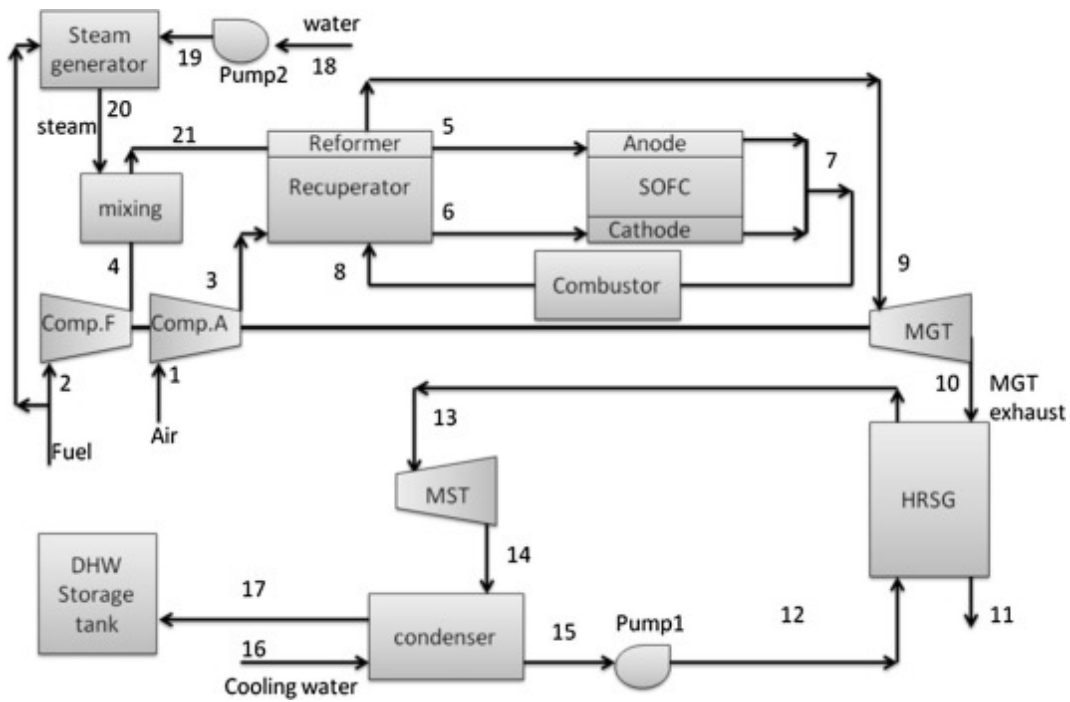 water
Steam
generator
19
18
Pump2
20
steam
21
Reformer
5
Anode
Recuperator
SOFC
7
mixing
6
Cathode
4
3
8
Combustor
9
Comp.F
Comp.A
MGT
2
1
10
MGT
exhaust
Fuel
Air
13
MST
HRSG
14
DHW
Storage
tank
17
condenser
15
Pump1
12
11
16
Cooling water